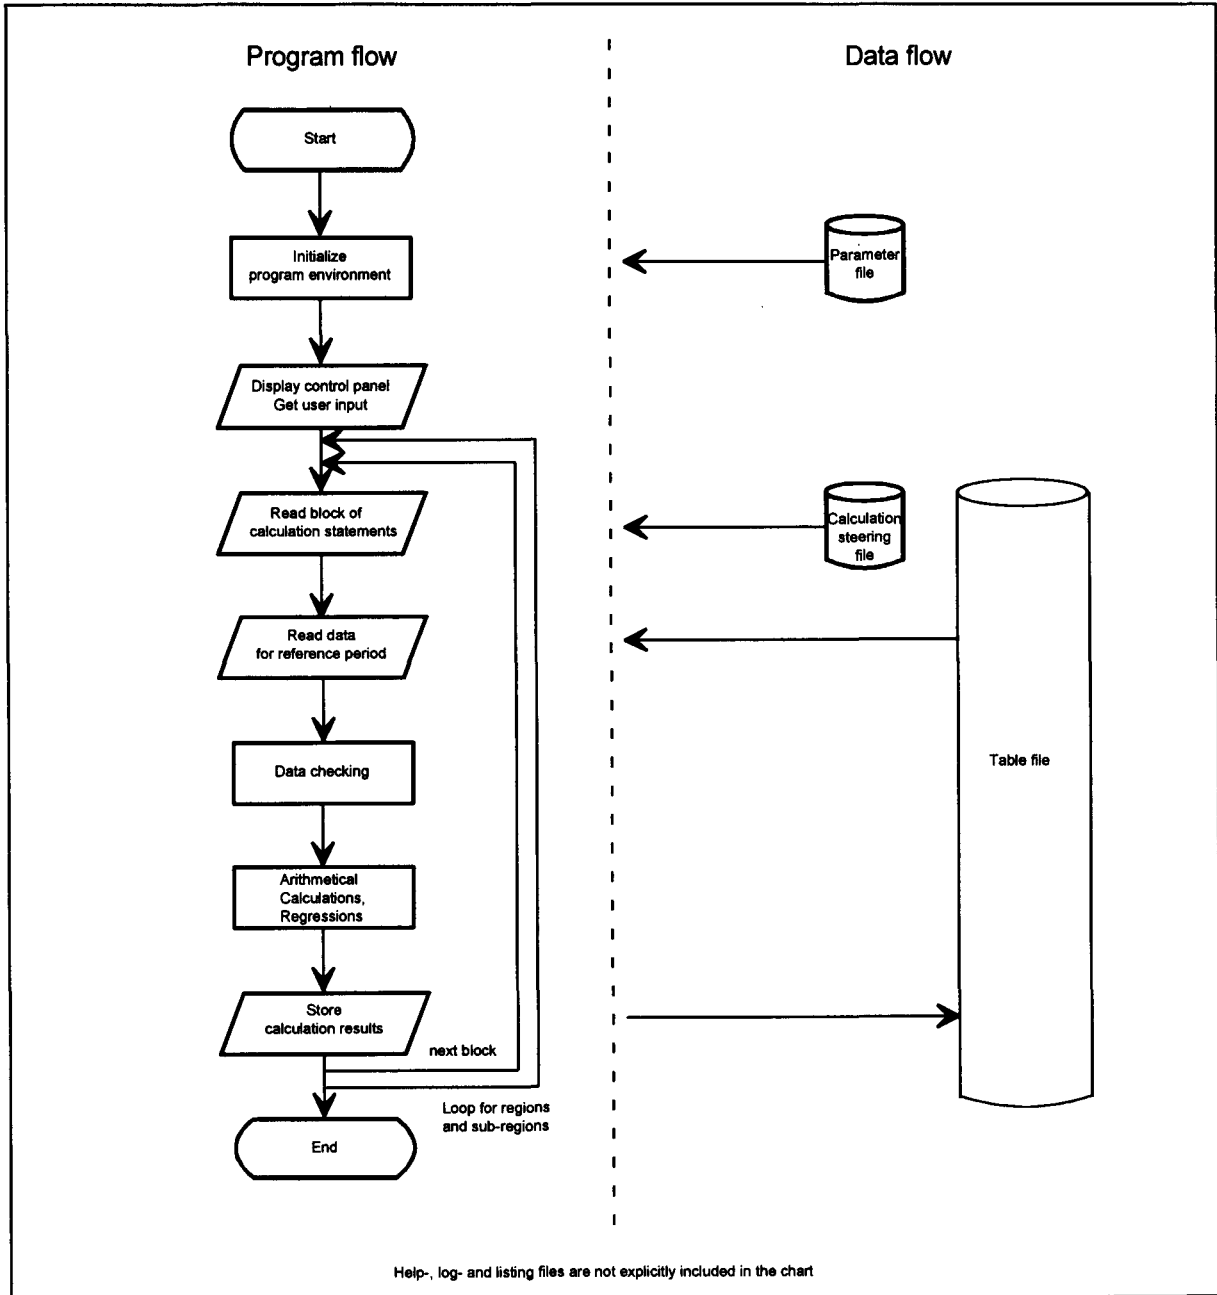 Program flow
Data flow
Start
Initialize
program environment
Parameter
file
Display control panel
Get user input
Read block of
calculation statements
Calculation
steering
file
Read data
for reference period
Data checking
Table file
Arithmetical
Calculations,
Regressions
Store
calculation results
next block
Loop for regions
and sub-regions
End
Help-, log- and listing files are not explicitly included in the chart